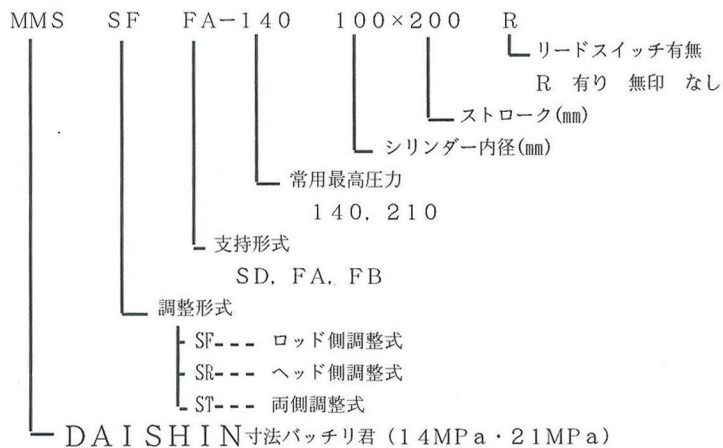 MMS SF FA-140 100×200 R
リードスイッチ有無
R 有り 無印 なし
ストローク(㎜)
シリンダー内径(㎜)
常用最高圧力
140, 210
支持形式
SD, FA, FB
調整形式
SF--- ロッド側調整式
SR--- ヘッド側調整式
ST--- 両側調整式
DAISHIN寸法バッチリ君 (14MPa・21MPa)